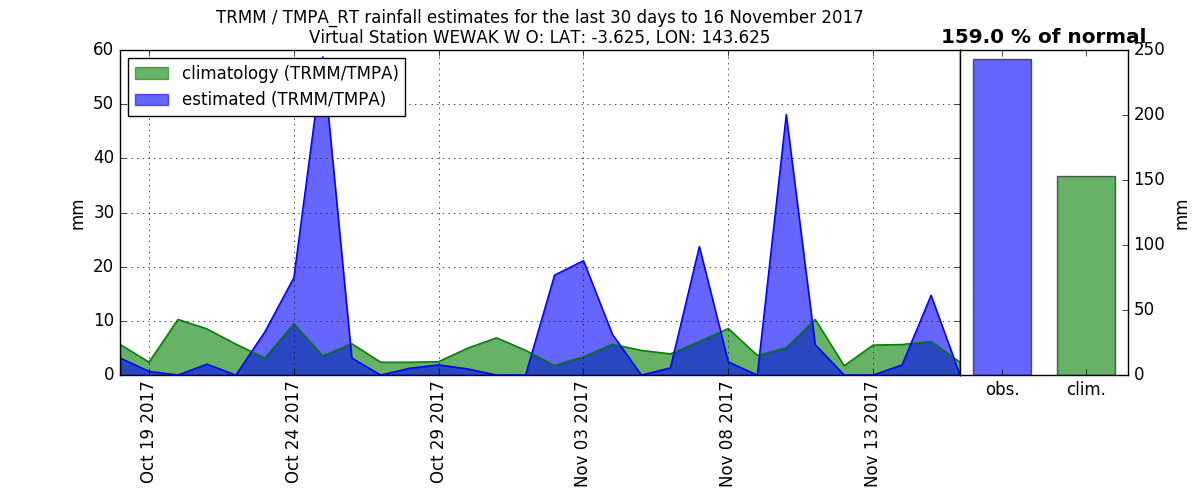 TRMM / TMPA_RT rainfall estimates for the last 30 days to 16 November 2017
Virtual Station WEWAK W O: LAT: -3.625, LON: 143.625
159.0 % of normal
climatology (TRMM/TMPA)
estimated (TRMM/TMPA)
60
50
40
30
20
10
0
mm
250
200
150
100
50
0
mm
Oct 19 2017
Oct 24 2017
Oct 29 2017
Nov 03 2017
Nov 08 2017
Nov 13 2017
obs.
clim.